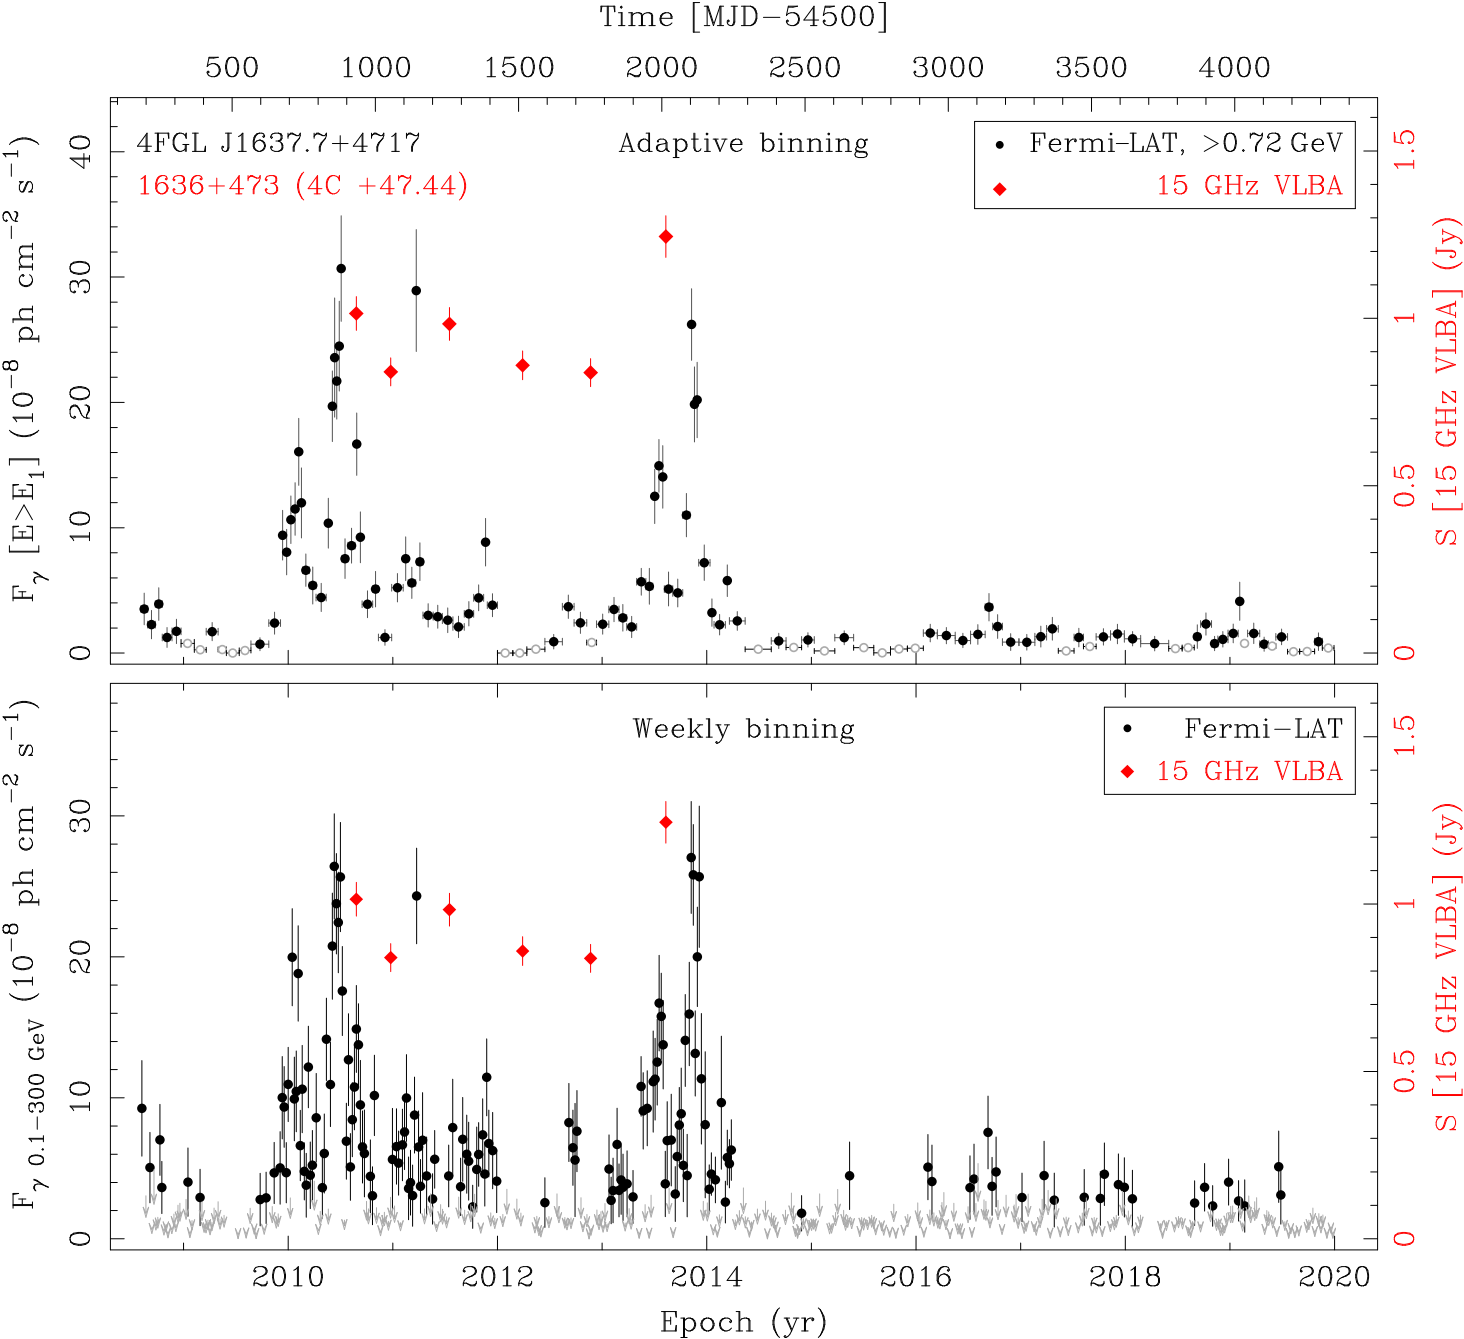 Time [MJD−54500]
500 1000 1500 2000 2500 3000 3500 4000
4FGL J1637.7+4717
1636+473 (4C +47.44)
Adaptive binning
Fermi−LAT, >0.72 GeV
15 GHz VLBA
F_γ [E>E_1] (10^−8 ph cm^−2 s^−1)
40
30
20
10
0
1.5
1
0.5
0
S [15 GHz VLBA] (Jy)
Weekly binning
Fermi−LAT
15 GHz VLBA
F_γ 0.1−300 GeV (10^−8 ph cm^−2 s^−1)
30
20
10
0
1.5
1
0.5
0
S [15 GHz VLBA] (Jy)
2010 2012 2014 2016 2018 2020
Epoch (yr)